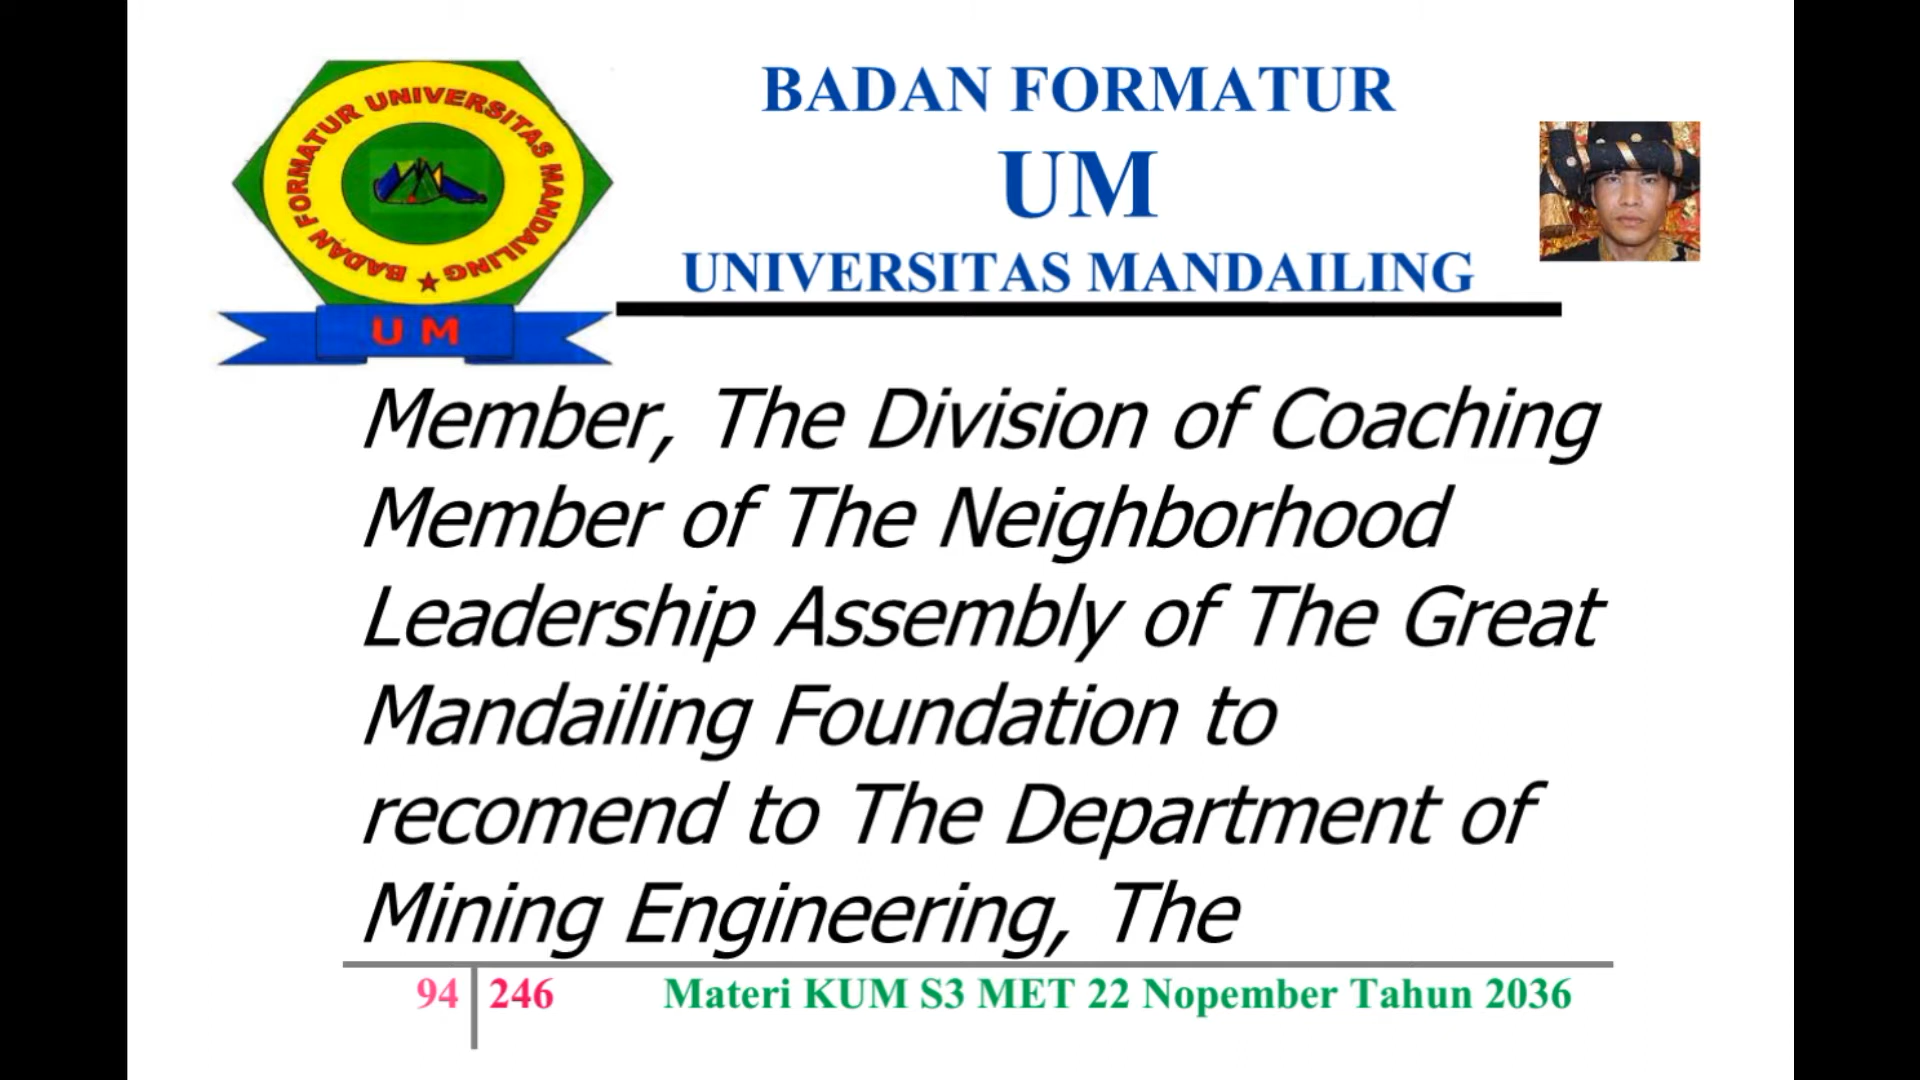 BADAN FORMATUR UNIVERSITAS MANDAILING
U M
BADAN FORMATUR
UM
UNIVERSITAS MANDAILING
Member, The Division of Coaching
Member of The Neighborhood
Leadership Assembly of The Great
Mandailing Foundation to
recomend to The Department of
Mining Engineering, The
94 246 Materi KUM S3 MET 22 Nopember Tahun 2036